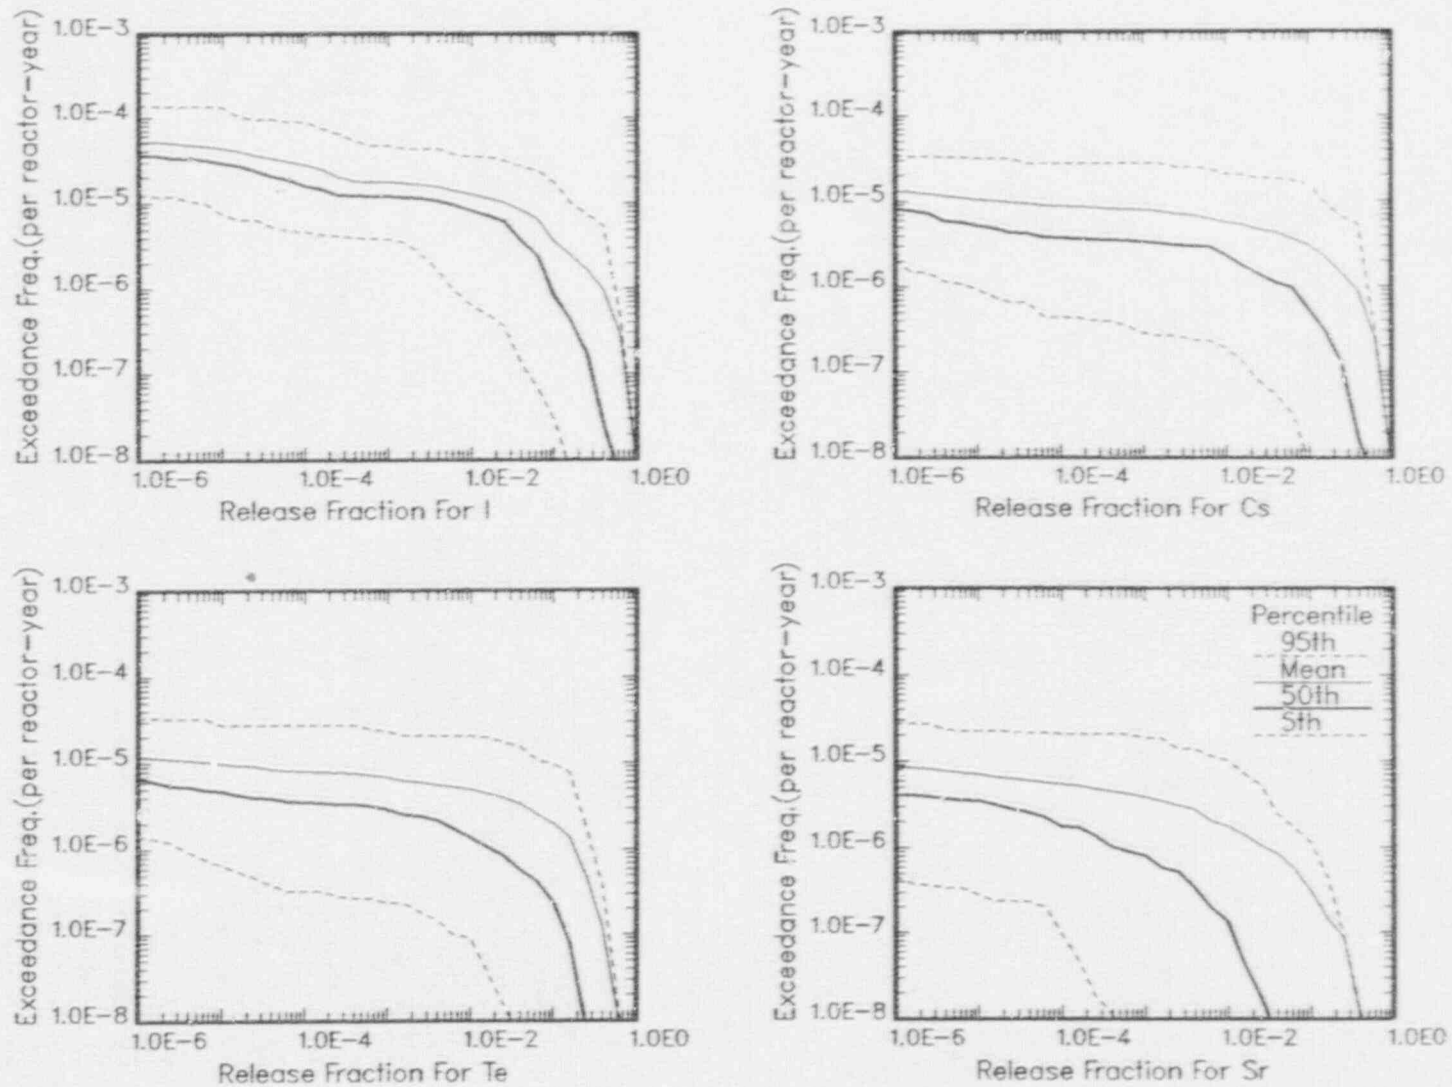 Exceedance Freq.(per reactor-year)
1.0E-3
1.0E-4
1.0E-5
1.0E-6
1.0E-7
1.0E-8
1.0E-6 1.0E-4 1.0E-2 1.0E0
Release Fraction For I
Exceedance Freq.(per reactor-year)
1.0E-3
1.0E-4
1.0E-5
1.0E-6
1.0E-7
1.0E-8
1.0E-6 1.0E-4 1.0E-2 1.0E0
Release Fraction For Cs
Exceedance Freq.(per reactor-year)
1.0E-3
1.0E-4
1.0E-5
1.0E-6
1.0E-7
1.0E-8
1.0E-6 1.0E-4 1.0E-2 1.0E0
Release Fraction For Te
Exceedance Freq.(per reactor-year)
1.0E-3
1.0E-4
1.0E-5
1.0E-6
1.0E-7
1.0E-8
Percentile
95th
Mean
50th
5th
1.0E-6 1.0E-4 1.0E-2 1.0E0
Release Fraction For Sr